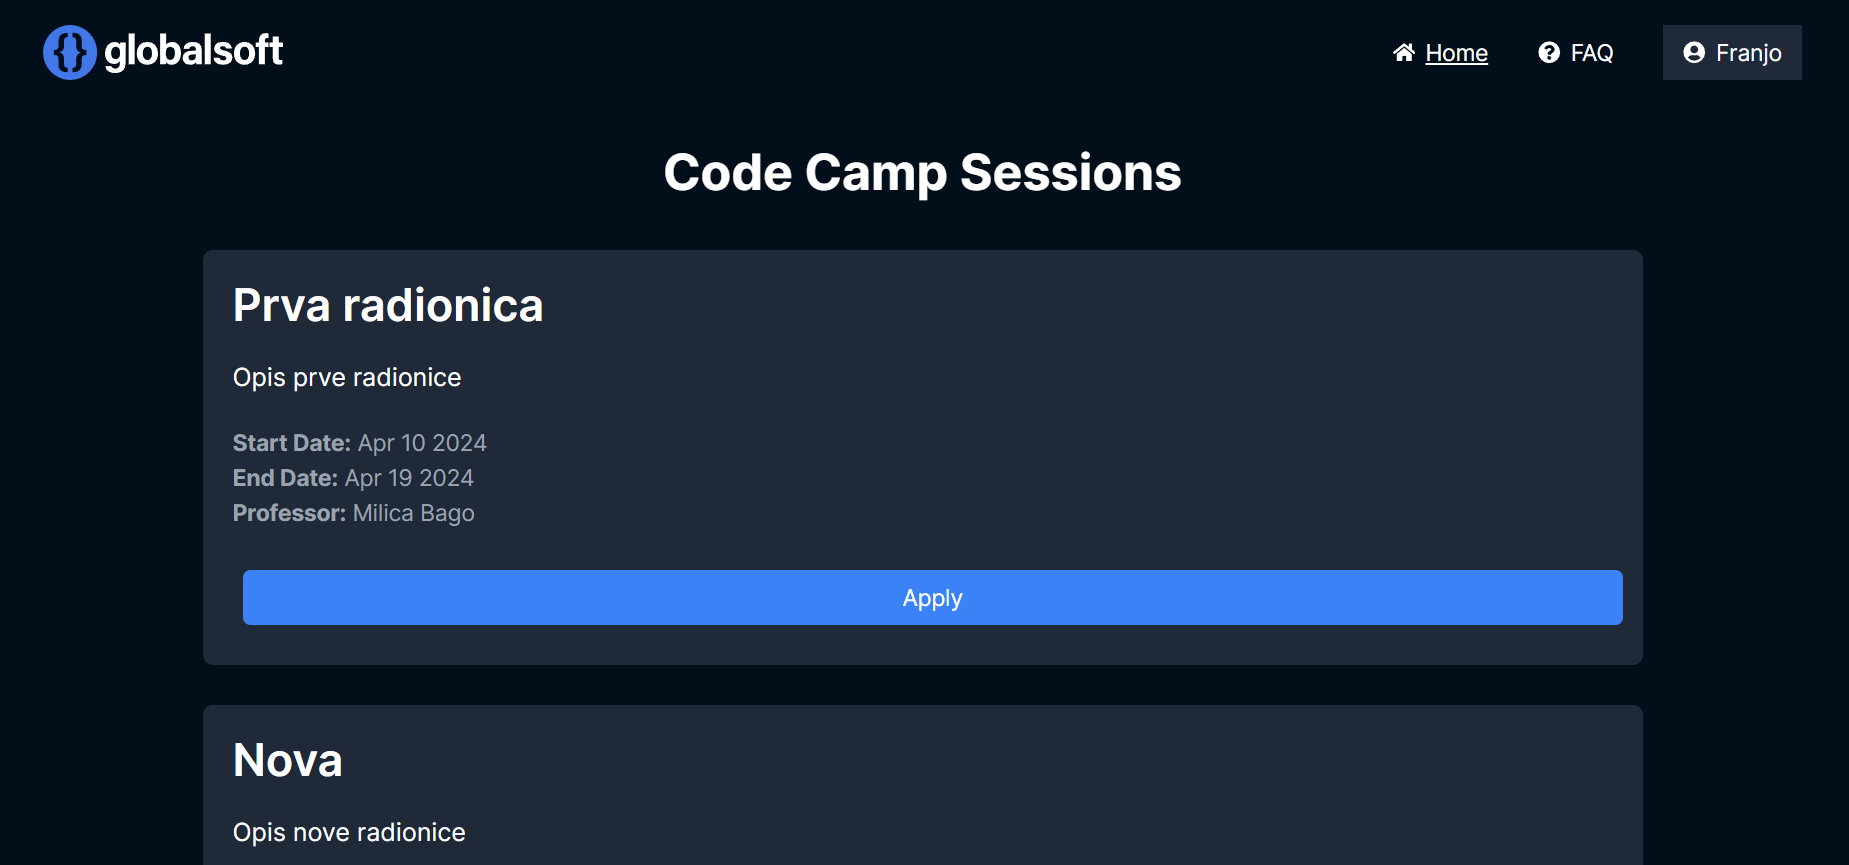 {} globalsoft
Home
FAQ
Franjo
Code Camp Sessions
Prva radionica
Opis prve radionice
Start Date: Apr 10 2024
End Date: Apr 19 2024
Professor: Milica Bago
Apply
Nova
Opis nove radionice